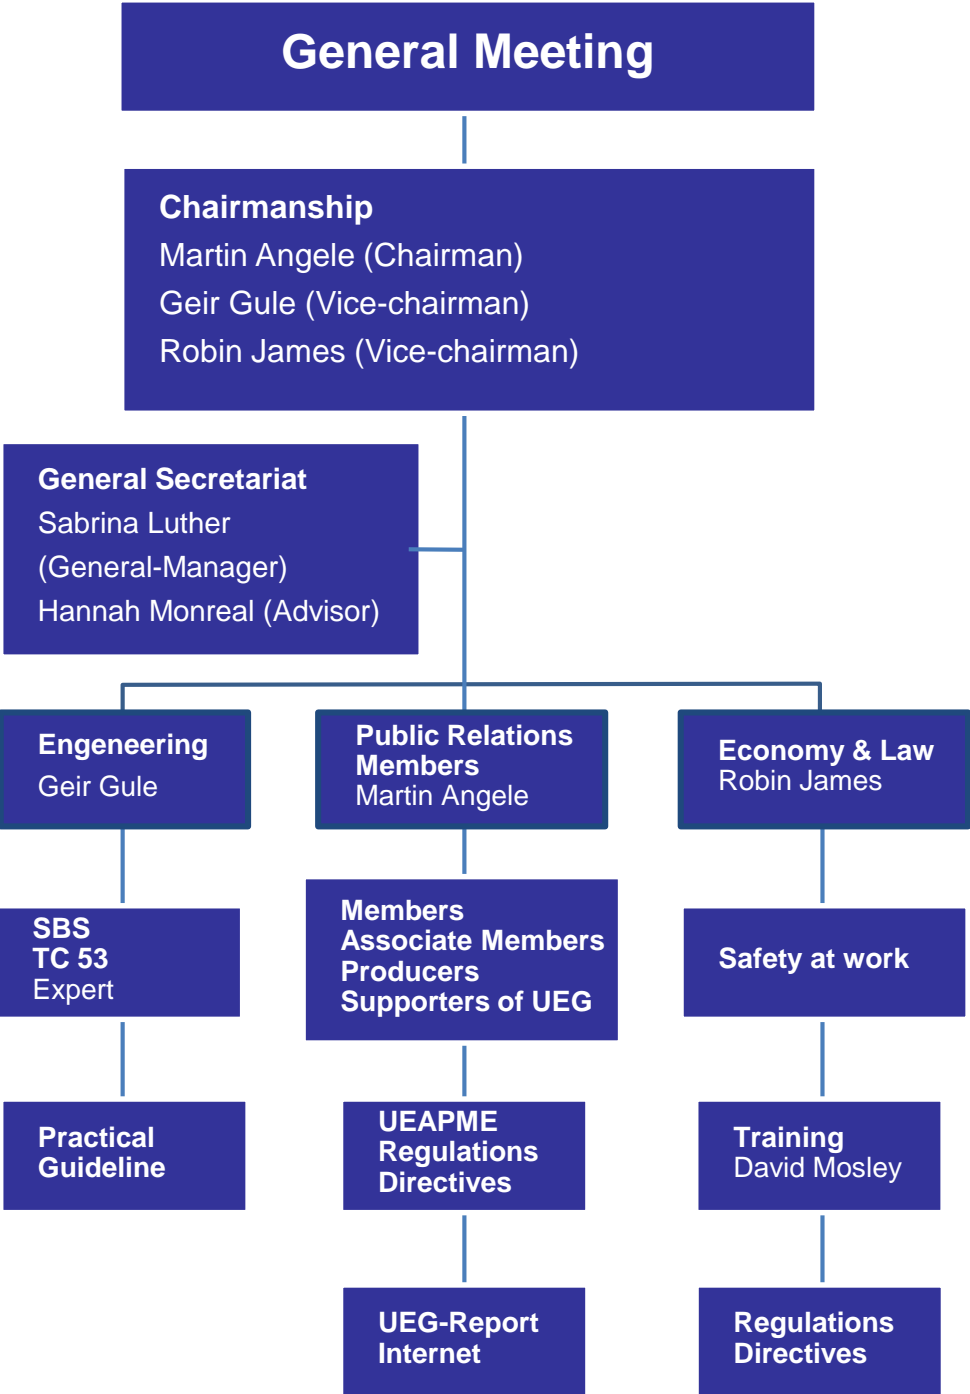 General Meeting
Chairmanship
Martin Angele (Chairman)
Geir Gule (Vice-chairman)
Robin James (Vice-chairman)
General Secretariat
Sabrina Luther
(General-Manager)
Hannah Monreal (Advisor)
Engeneering
Geir Gule
Public Relations
Members
Martin Angele
Economy & Law
Robin James
SBS
TC 53
Expert
Members
Associate Members
Producers
Supporters of UEG
Safety at work
Practical
Guideline
UEAPME
Regulations
Directives
Training
David Mosley
UEG-Report
Internet
Regulations
Directives